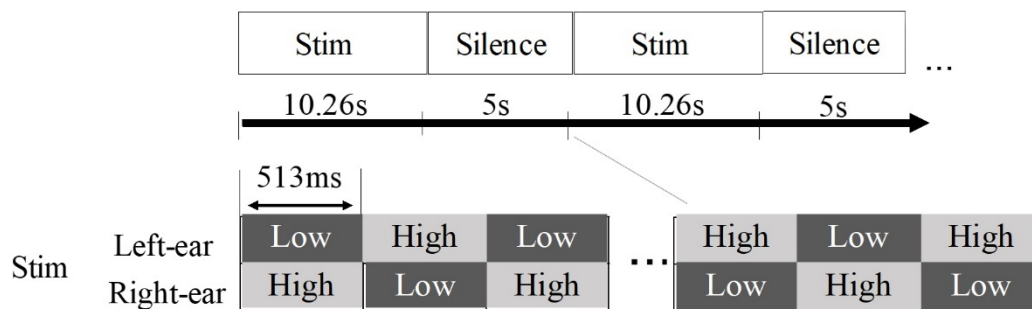 Stim Silence Stim Silence ...
10.26s 5s 10.26s 5s
513ms
Left-ear Low High Low ... High Low High
Stim
Right-ear High Low High Low High Low